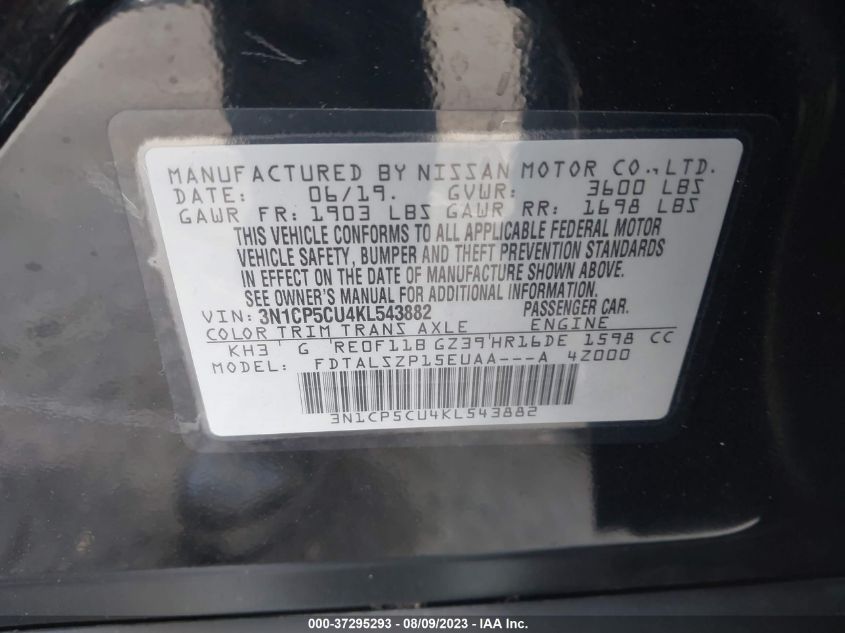 MANUFACTURED BY NISSAN MOTOR CO., LTD.
DATE: 06/19. GVWR: 3600 LBS
GAWR FR: 1903 LBS GAWR RR: 1698 LBS
THIS VEHICLE CONFORMS TO ALL APPLICABLE FEDERAL MOTOR
VEHICLE SAFETY, BUMPER AND THEFT PREVENTION STANDARDS
IN EFFECT ON THE DATE OF MANUFACTURE SHOWN ABOVE.
SEE OWNER'S MANUAL FOR ADDITIONAL INFORMATION.
VIN: 3N1CP5CU4KL543882 PASSENGER CAR.
COLOR TRIM TRANS AXLE ENGINE
KH3 G RE0F11B GZ39 HR16DE 1598 CC
MODEL: FDTALSZP15EUAA---A 4Z000
3N1CP5CU4KL543882
000-37295293 - 08/09/2023 - IAA Inc.